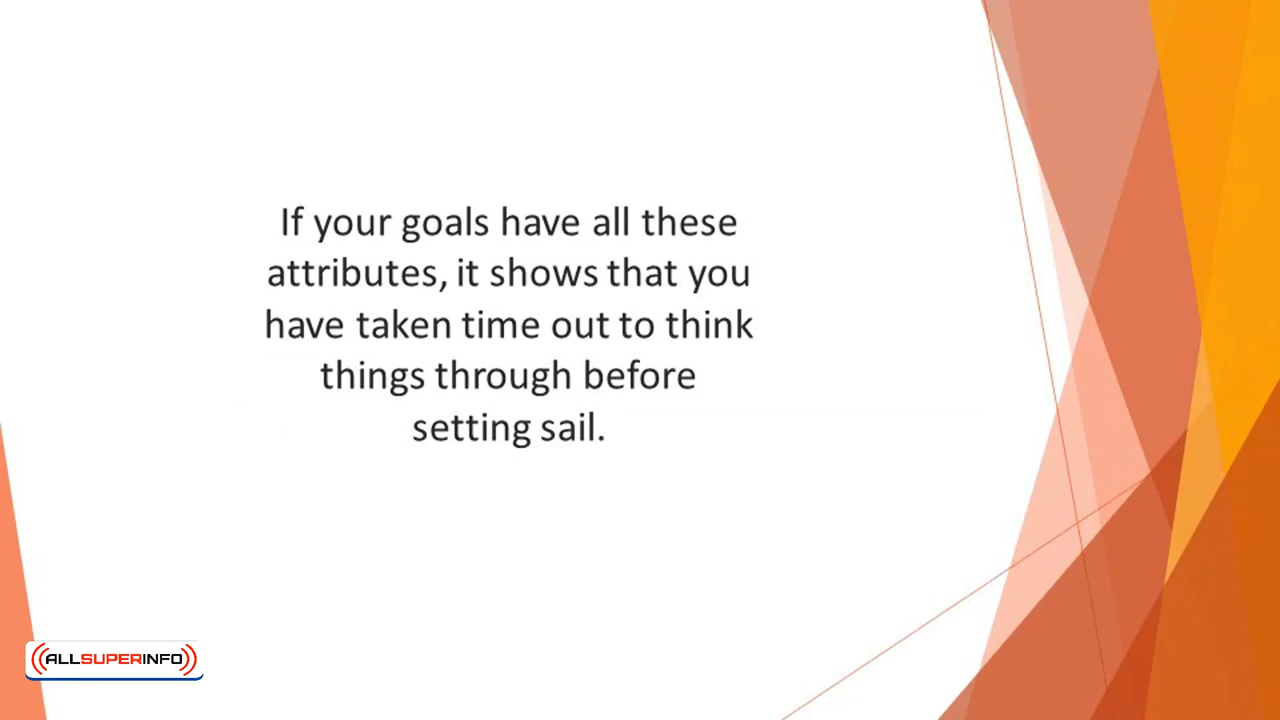 If your goals have all these
attributes, it shows that you
have taken time out to think
things through before
setting sail.
ALLSUPERINFO